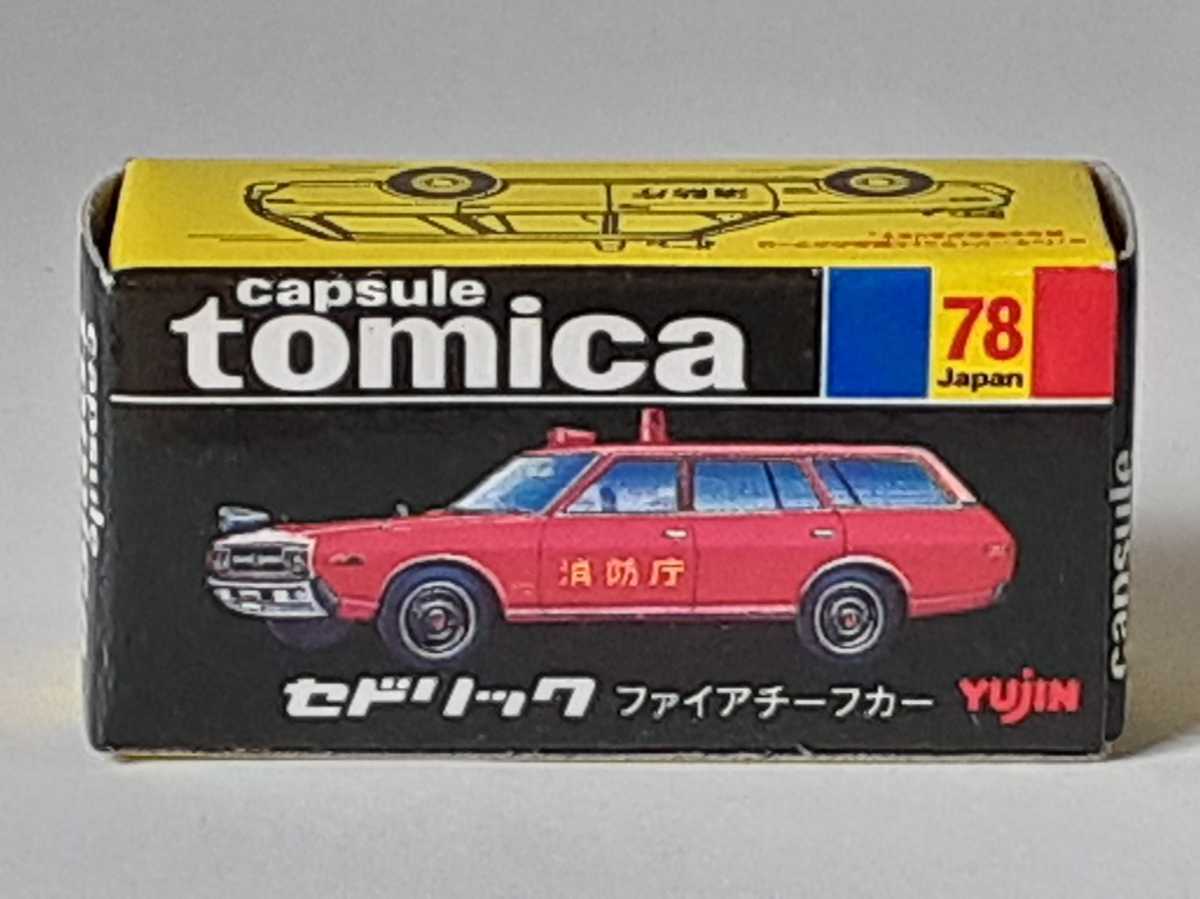 capsule
tomica
78
Japan
消防庁
セドリック ファイアチーフカー
YUJIN
capsule
capsule